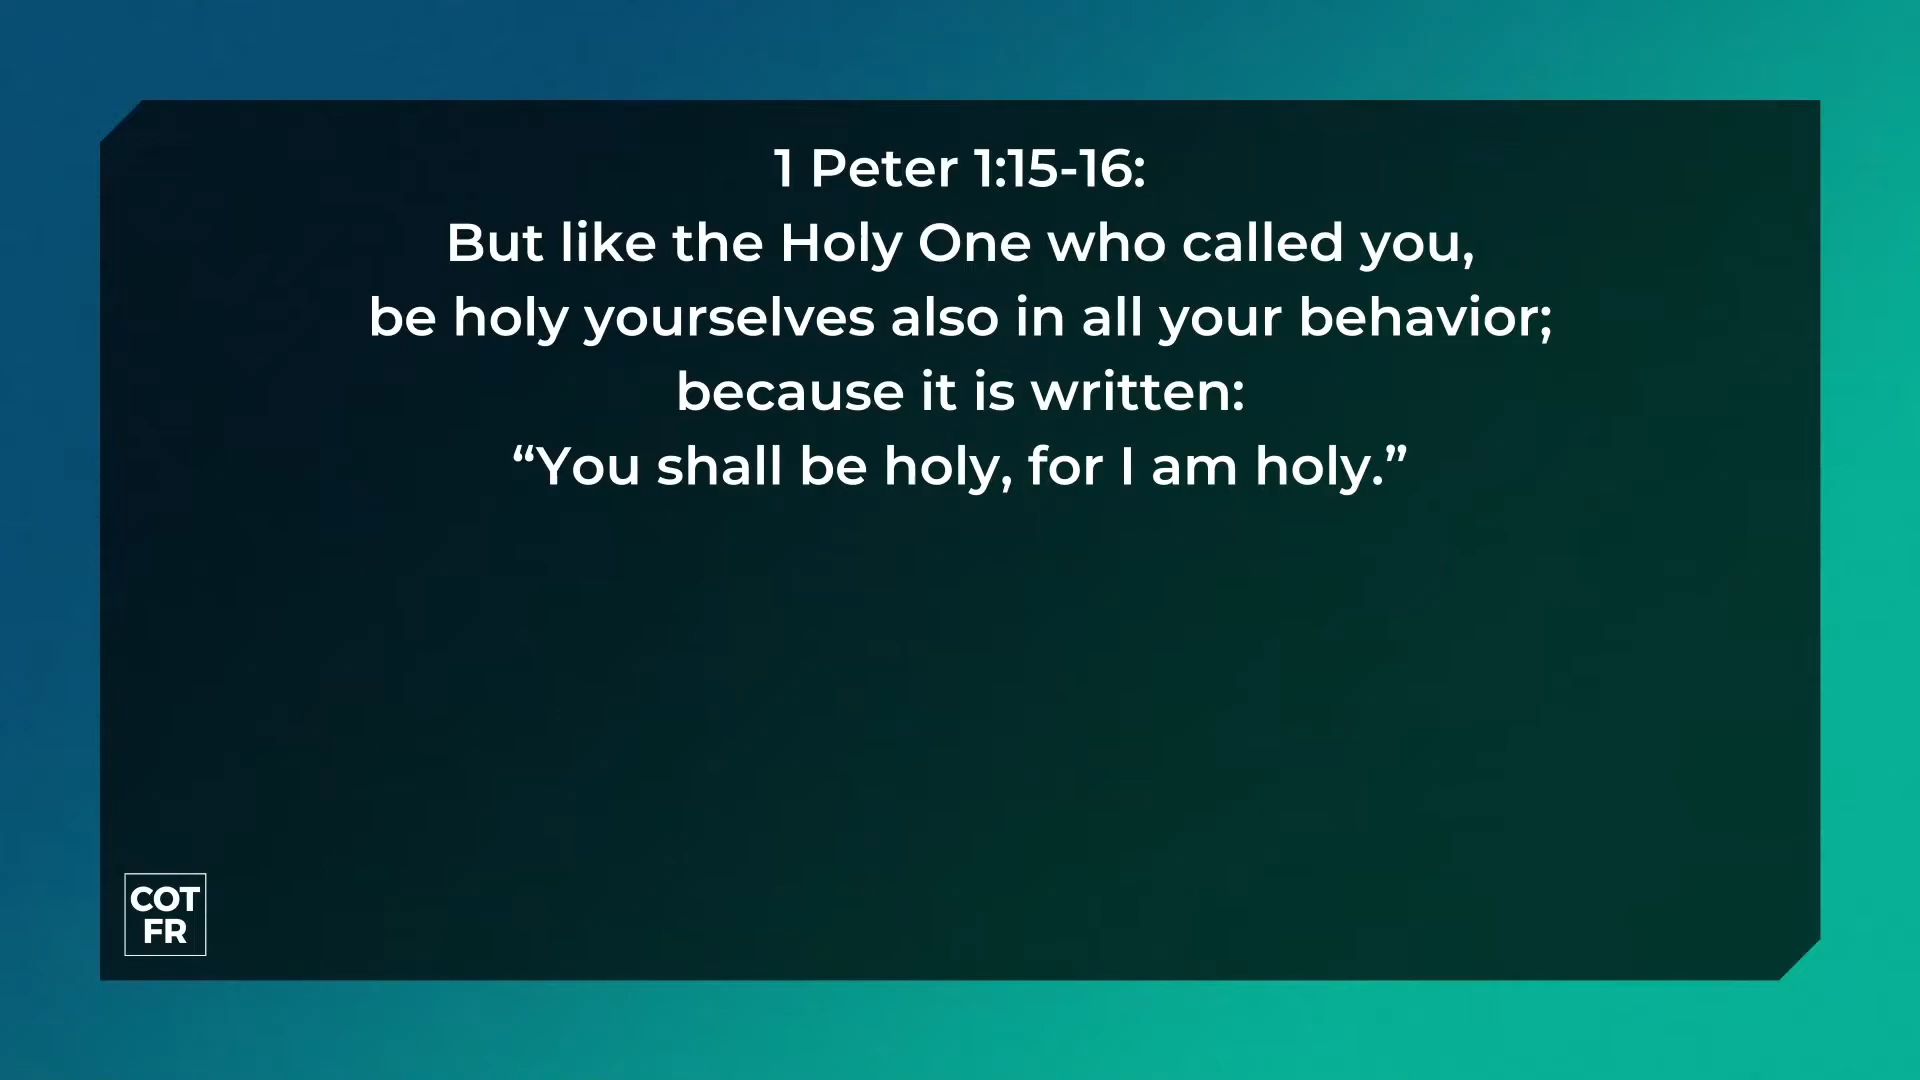 1 Peter 1:15-16:
But like the Holy One who called you,
be holy yourselves also in all your behavior;
because it is written:
“You shall be holy, for I am holy.”
COT
FR